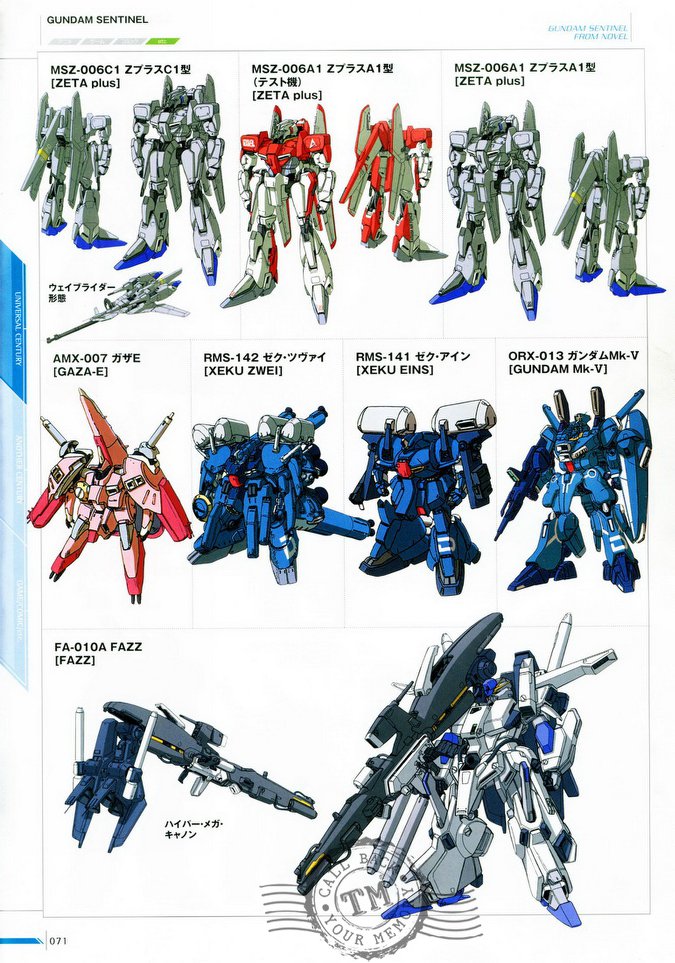 GUNDAM SENTINEL
GUNDAM SENTINEL
FROM NOVEL
MSZ-006C1 ZプラスC1型
[ZETA plus]
MSZ-006A1 ZプラスA1型
(テスト機)
[ZETA plus]
MSZ-006A1 ZプラスA1型
[ZETA plus]
ウェイブライダー
形態
UNIVERSAL CENTURY
ANOTHER CENTURY
GAME/COMIC/etc.
AMX-007 ガザE
[GAZA-E]
RMS-142 ゼク・ツヴァイ
[XEKU ZWEI]
RMS-141 ゼク・アイン
[XEKU EINS]
ORX-013 ガンダムMk-V
[GUNDAM Mk-V]
FA-010A FAZZ
[FAZZ]
ハイパー・メガ・
キャノン
CALL BACK
TM
YOUR MEMORY
071